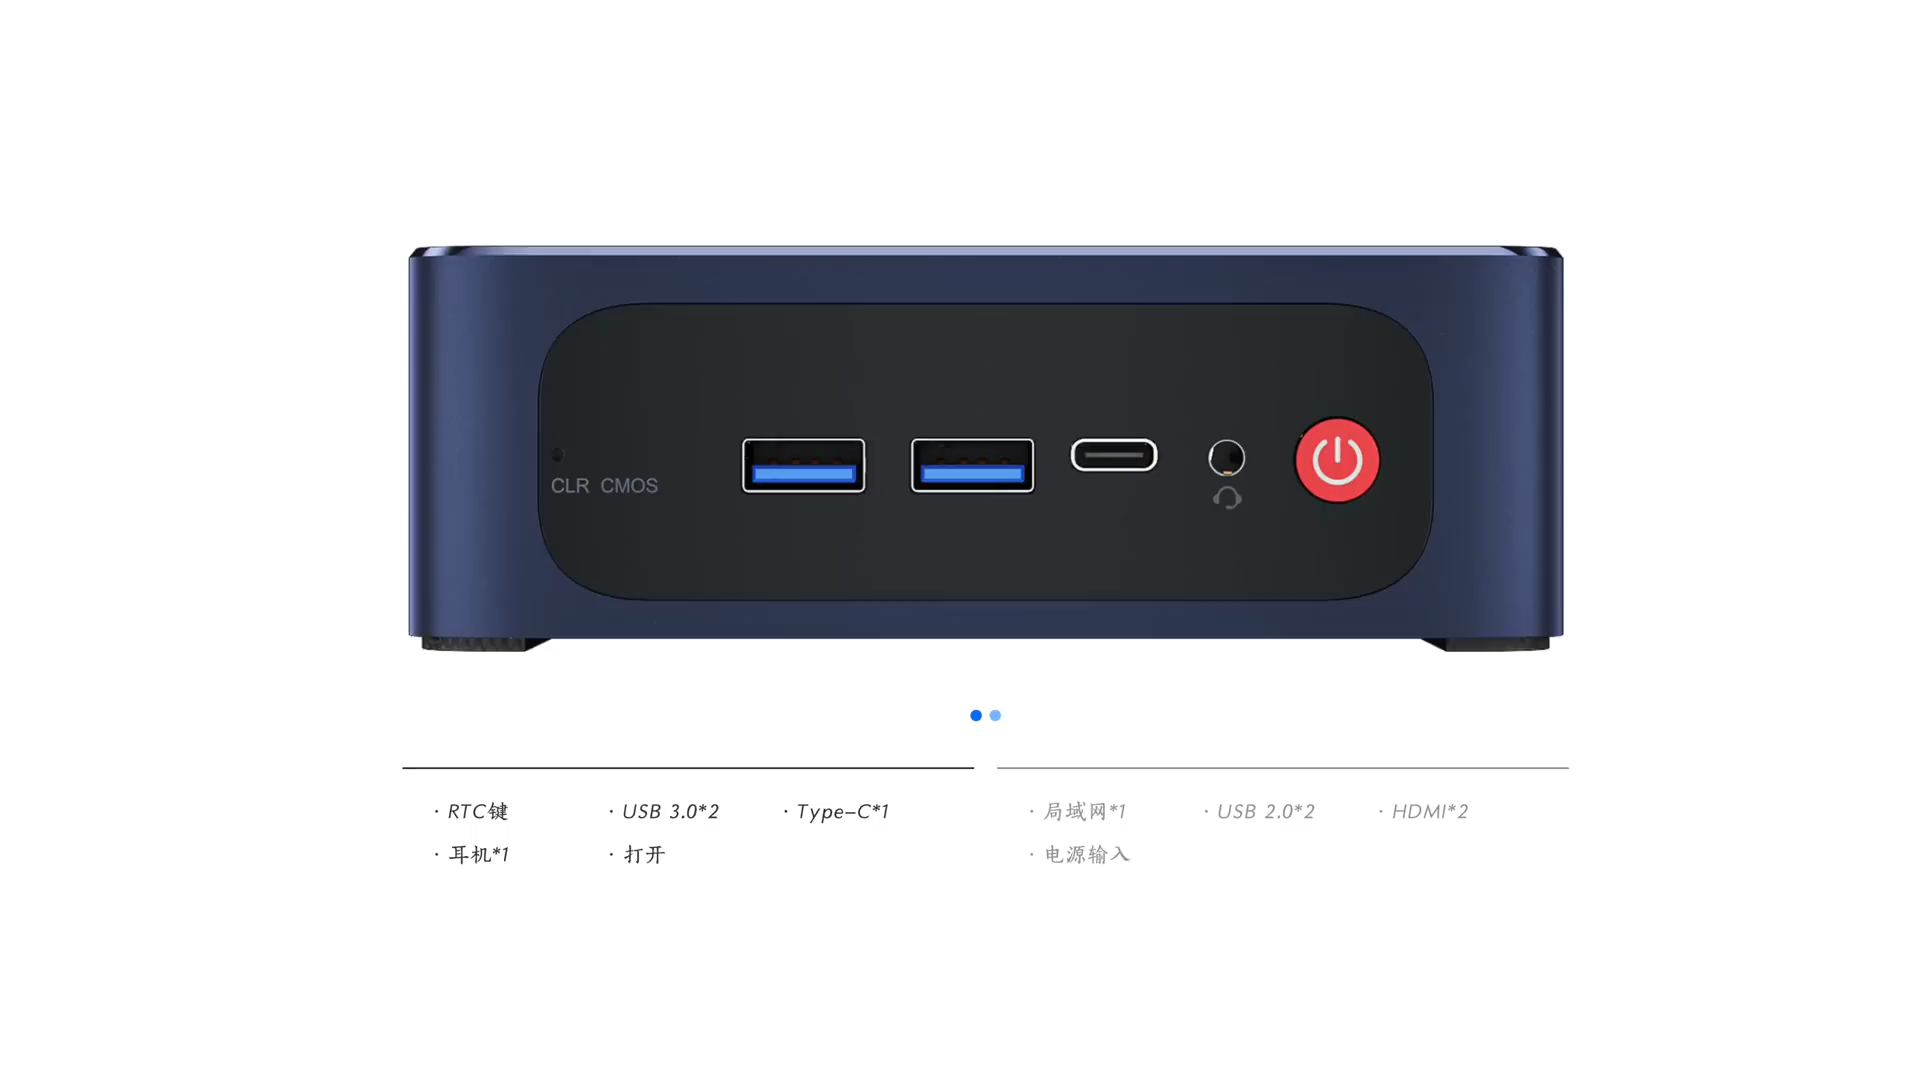 CLR CMOS
· RTC键 · USB 3.0*2 · Type-C*1
· 耳机*1 · 打开
· 局域网*1 · USB 2.0*2 · HDMI*2
· 电源输入